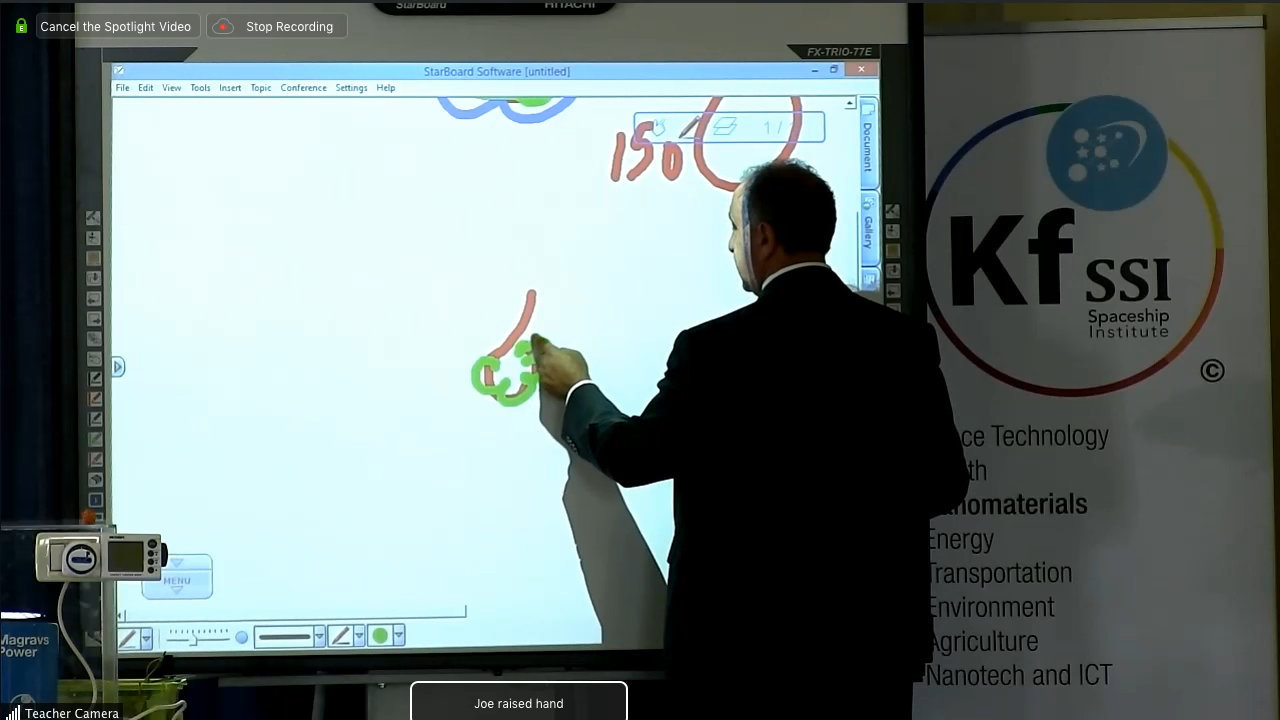 StarBoard
HITACHI
Cancel the Spotlight Video
Stop Recording
FX-TRIO-77E
StarBoard Software [untitled]
File Edit View Tools Insert Topic Conference Settings Help
1 /
150
Document
Gallery
Kf
SSI
Spaceship
Institute
©
ce Technology
th
nomaterials
Energy
Transportation
Environment
Agriculture
Nanotech and ICT
MENU
Magravs
Power
Joe raised hand
Teacher Camera